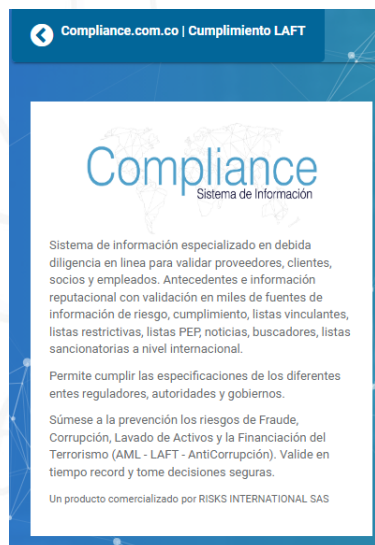 Compliance.com.co | Cumplimiento LAFT
Compliance
Sistema de Información
Sistema de información especializado en debida
diligencia en linea para validar proveedores, clientes,
socios y empleados. Antecedentes e información
reputacional con validación en miles de fuentes de
información de riesgo, cumplimiento, listas vinculantes,
listas restrictivas, listas PEP, noticias, buscadores, listas
sancionatorias a nivel internacional.
Permite cumplir las especificaciones de los diferentes
entes reguladores, autoridades y gobiernos.
Súmese a la prevención los riesgos de Fraude,
Corrupción, Lavado de Activos y la Financiación del
Terrorismo (AML - LAFT - AntiCorrupción). Valide en
tiempo record y tome decisiones seguras.
Un producto comercializado por RISKS INTERNATIONAL SAS